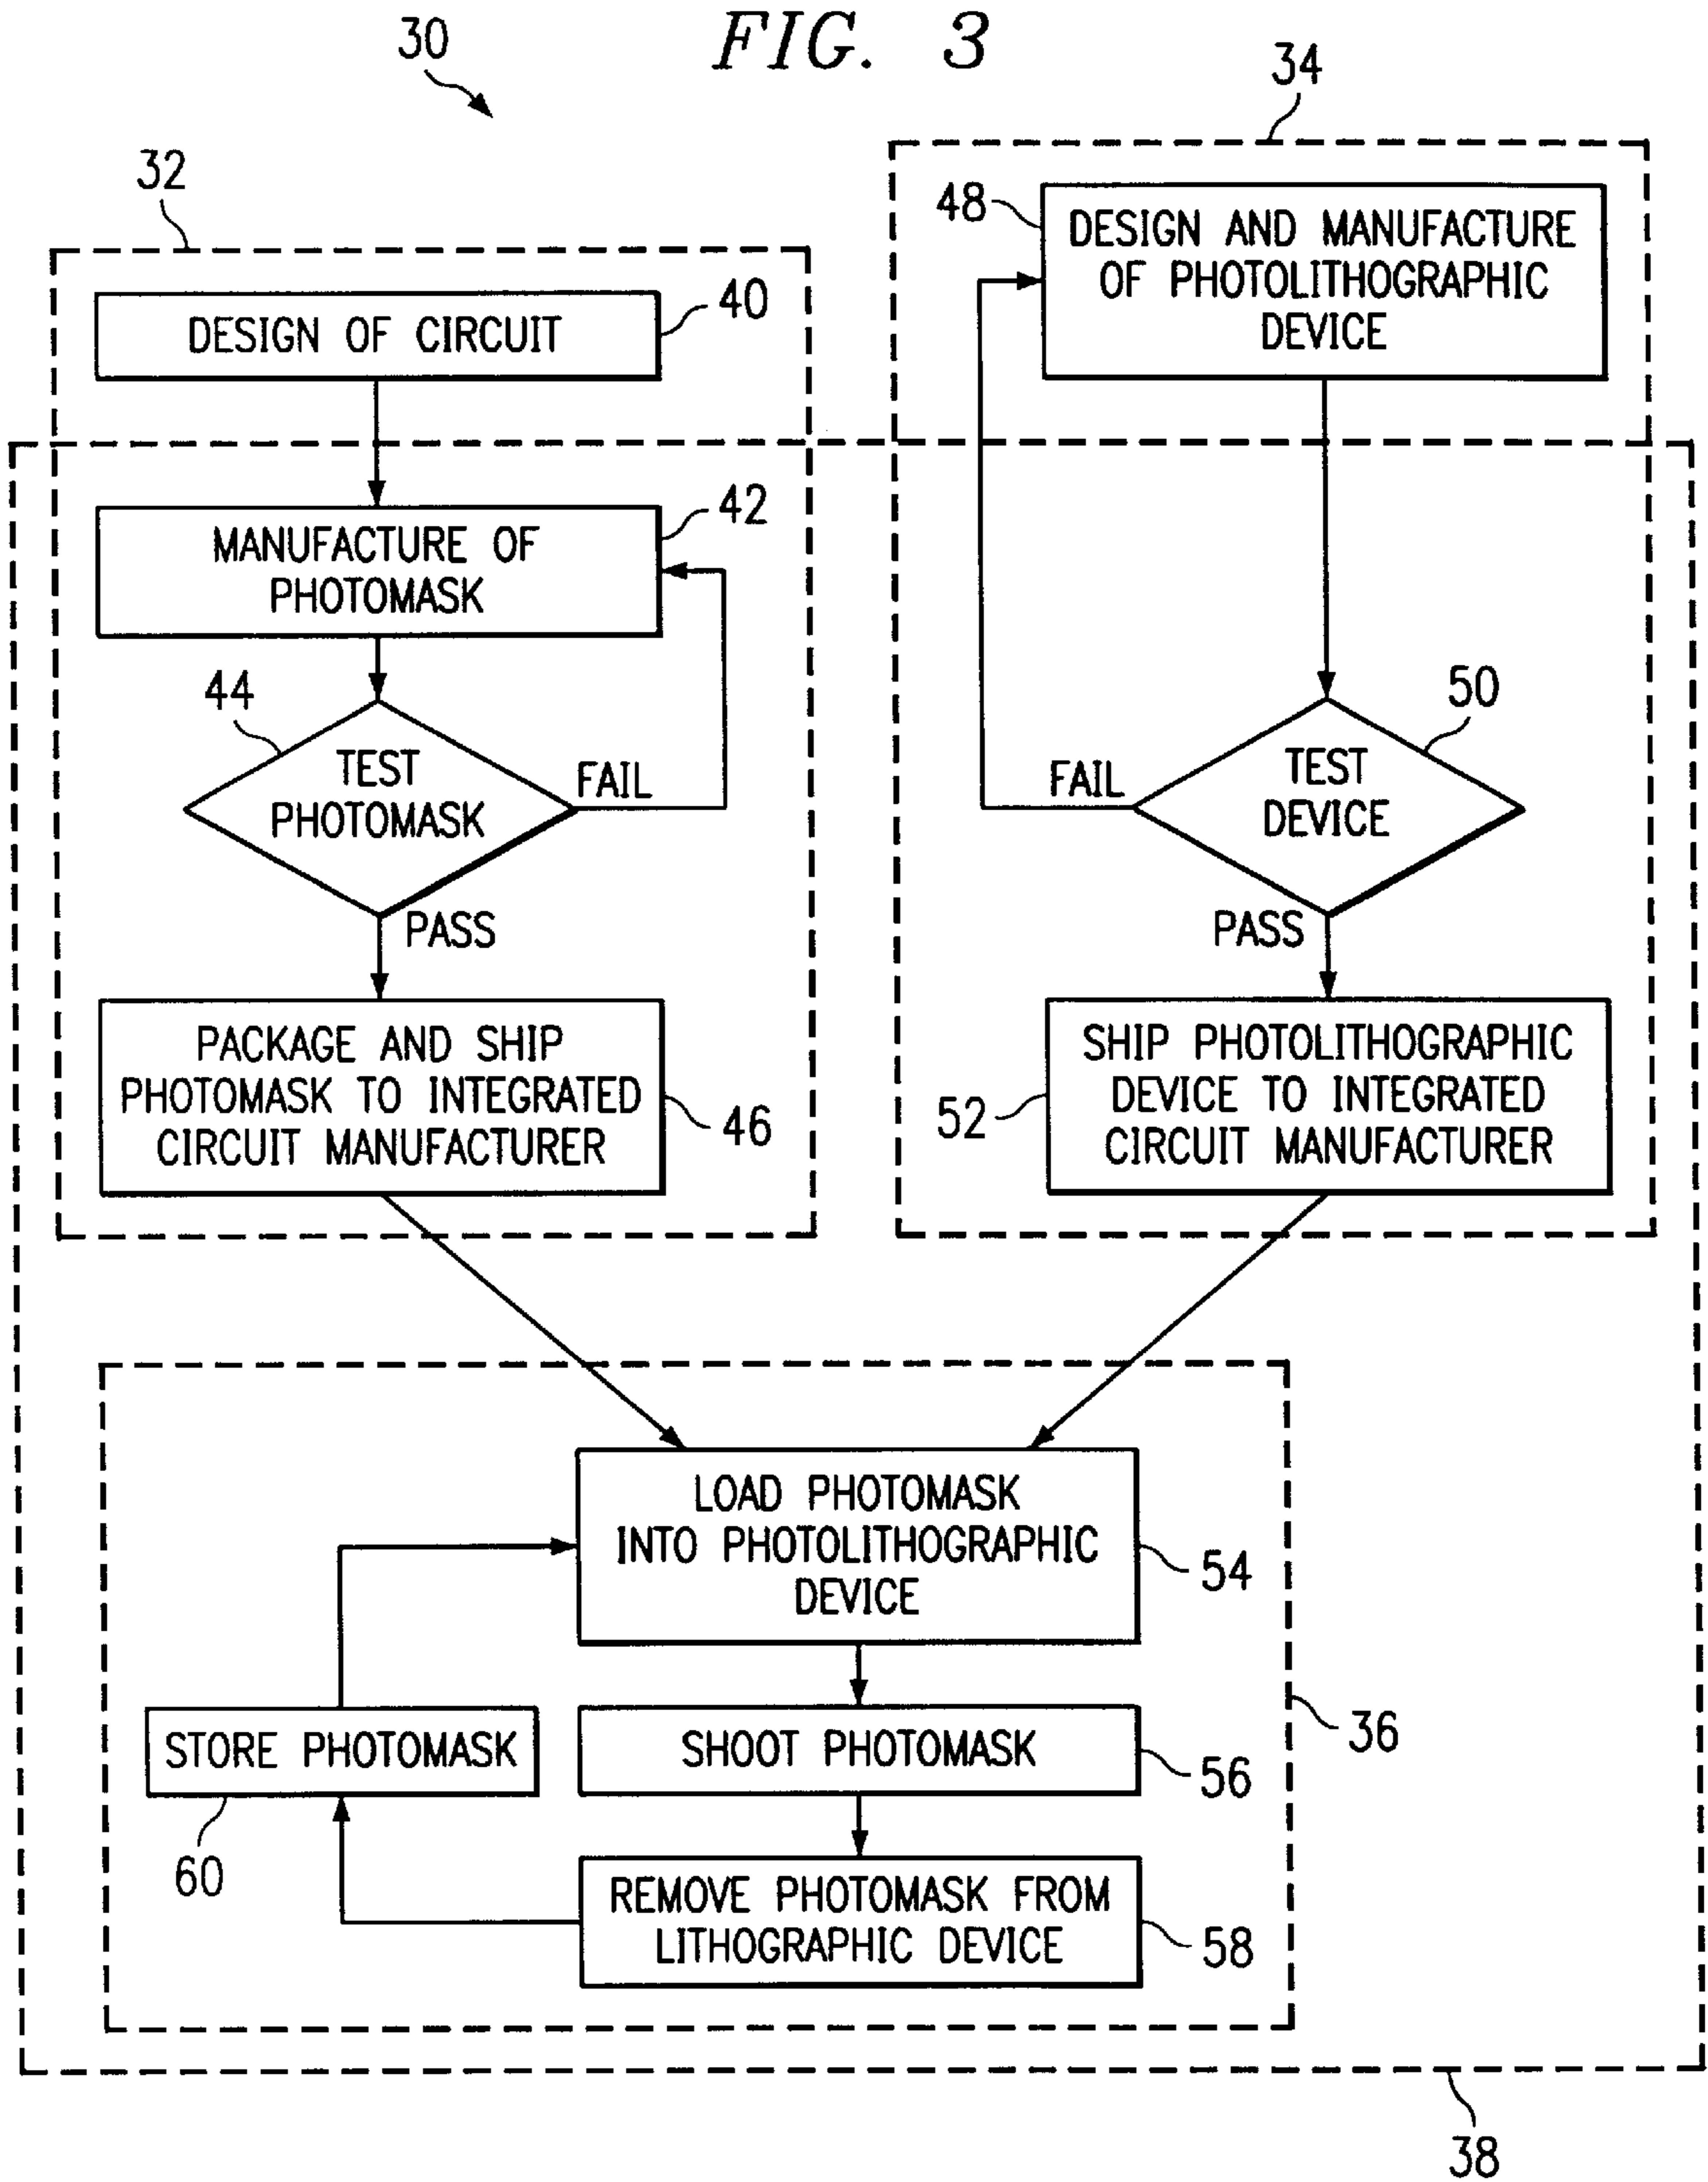 FIG. 3
30
34
32
48
DESIGN AND MANUFACTURE
OF PHOTOLITHOGRAPHIC
DEVICE
DESIGN OF CIRCUIT
40
MANUFACTURE OF
PHOTOMASK
42
44
TEST
PHOTOMASK
FAIL
PASS
50
TEST
DEVICE
FAIL
PASS
PACKAGE AND SHIP
PHOTOMASK TO INTEGRATED
CIRCUIT MANUFACTURER
46
SHIP PHOTOLITHOGRAPHIC
DEVICE TO INTEGRATED
CIRCUIT MANUFACTURER
52
LOAD PHOTOMASK
INTO PHOTOLITHOGRAPHIC
DEVICE
54
STORE PHOTOMASK
60
SHOOT PHOTOMASK
56
36
REMOVE PHOTOMASK FROM
LITHOGRAPHIC DEVICE
58
38